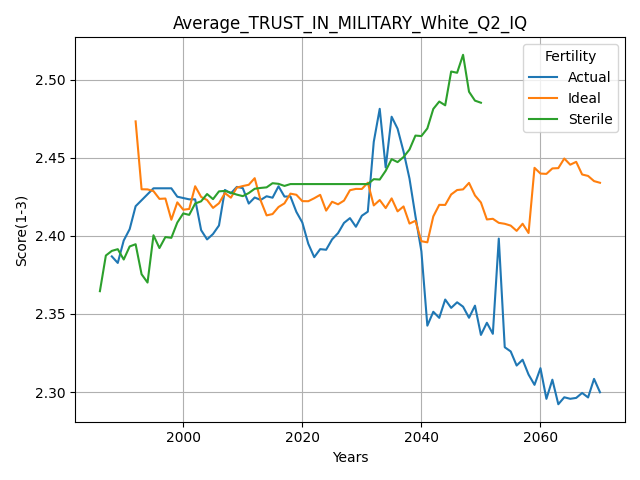 Average_TRUST_IN_MILITARY_White_Q2_IQ
Fertility
Actual
Ideal
Sterile
Score(1-3)
2.50
2.45
2.40
2.35
2.30
2000
2020
2040
2060
Years